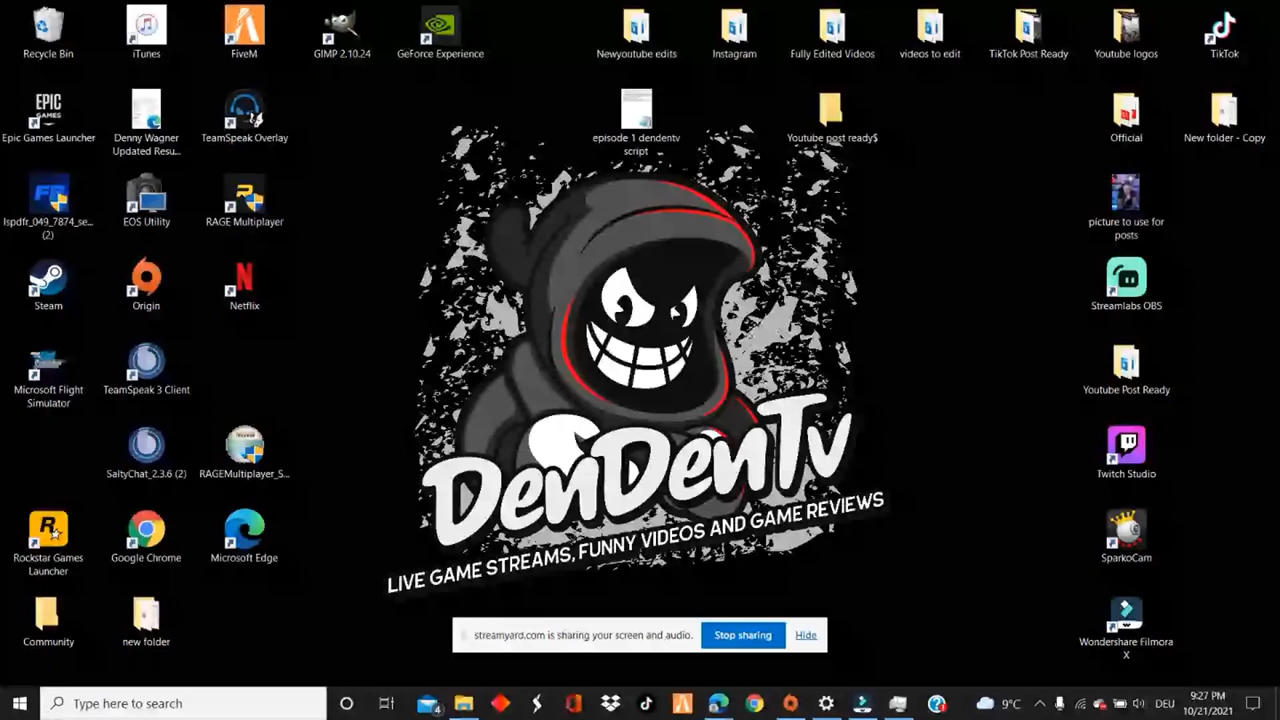 Recycle Bin
iTunes
FiveM
GIMP 2.10.24
GeForce Experience
Newyoutube edits
Instagram
Fully Edited Videos
videos to edit
TikTok Post Ready
Youtube logos
TikTok
EPIC
GAMES
Epic Games Launcher
Denny Wagner
Updated Resu...
TeamSpeak Overlay
episode 1 dendentv
script
Youtube post ready$
Official
New folder - Copy
lspdfr_049_7874_se...
(2)
EOS Utility
RAGE Multiplayer
picture to use for
posts
Steam
Origin
Netflix
Streamlabs OBS
Microsoft Flight
Simulator
TeamSpeak 3 Client
Youtube Post Ready
SaltyChat_2.3.6 (2)
RAGEMultiplayer_S...
Twitch Studio
DenDenTv
LIVE GAME STREAMS, FUNNY VIDEOS AND GAME REVIEWS
Rockstar Games
Launcher
Google Chrome
Microsoft Edge
SparkoCam
Community
new folder
Wondershare Filmora
X
streamyard.com is sharing your screen and audio.
Stop sharing
Hide
Type here to search
4
9°C
9:27 PM
10/21/2021